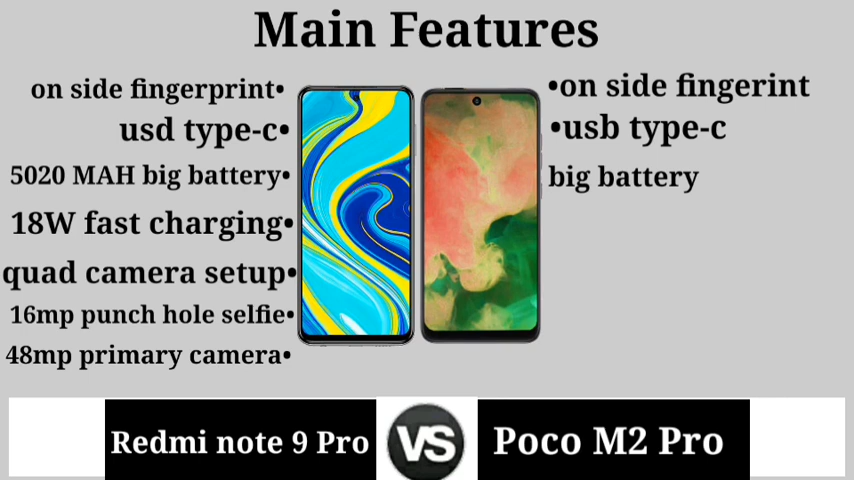 Main Features
on side fingerprint•
usd type-c•
5020 MAH big battery•
18W fast charging•
quad camera setup•
16mp punch hole selfie•
48mp primary camera•
•on side fingerint
•usb type-c
big battery
Redmi note 9 Pro
VS
Poco M2 Pro